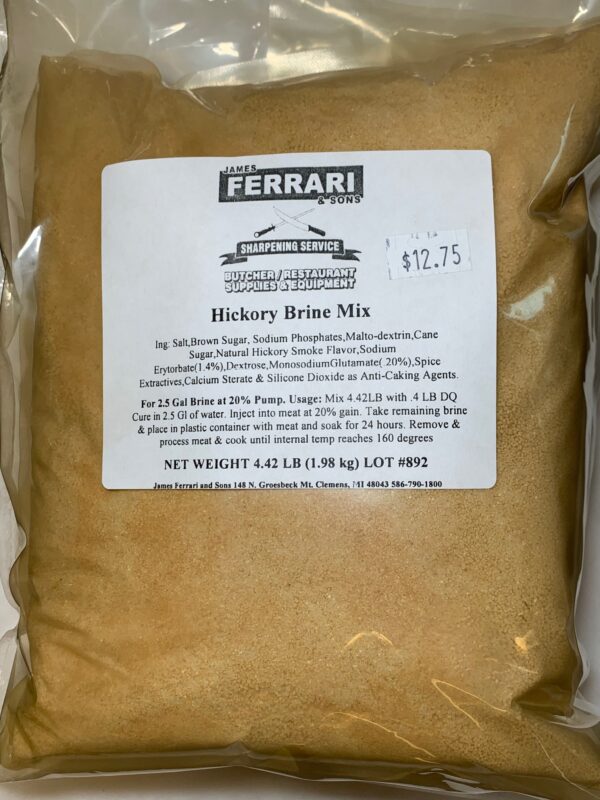 JAMES
FERRARI
& SONS
SHARPENING SERVICE
BUTCHER/RESTAURANT
SUPPLIES & EQUIPMENT
$12.75
Hickory Brine Mix
Ing: Salt,Brown Sugar, Sodium Phosphates,Malto-dextrin,Cane
Sugar,Natural Hickory Smoke Flavor,Sodium
Erytorbate(1.4%),Dextrose,MonosodiumGlutamate(.20%),Spice
Extractives,Calcium Sterate & Silicone Dioxide as Anti-Caking Agents.
For 2.5 Gal Brine at 20% Pump. Usage: Mix 4.42LB with .4 LB DQ
Cure in 2.5 Gl of water. Inject into meat at 20% gain. Take remaining brine
& place in plastic container with meat and soak for 24 hours. Remove &
process meat & cook until internal temp reaches 160 degrees
NET WEIGHT 4.42 LB (1.98 kg) LOT #892
James Ferrari and Sons 148 N. Groesbeck Mt. Clemens, MI 48043 586-790-1800